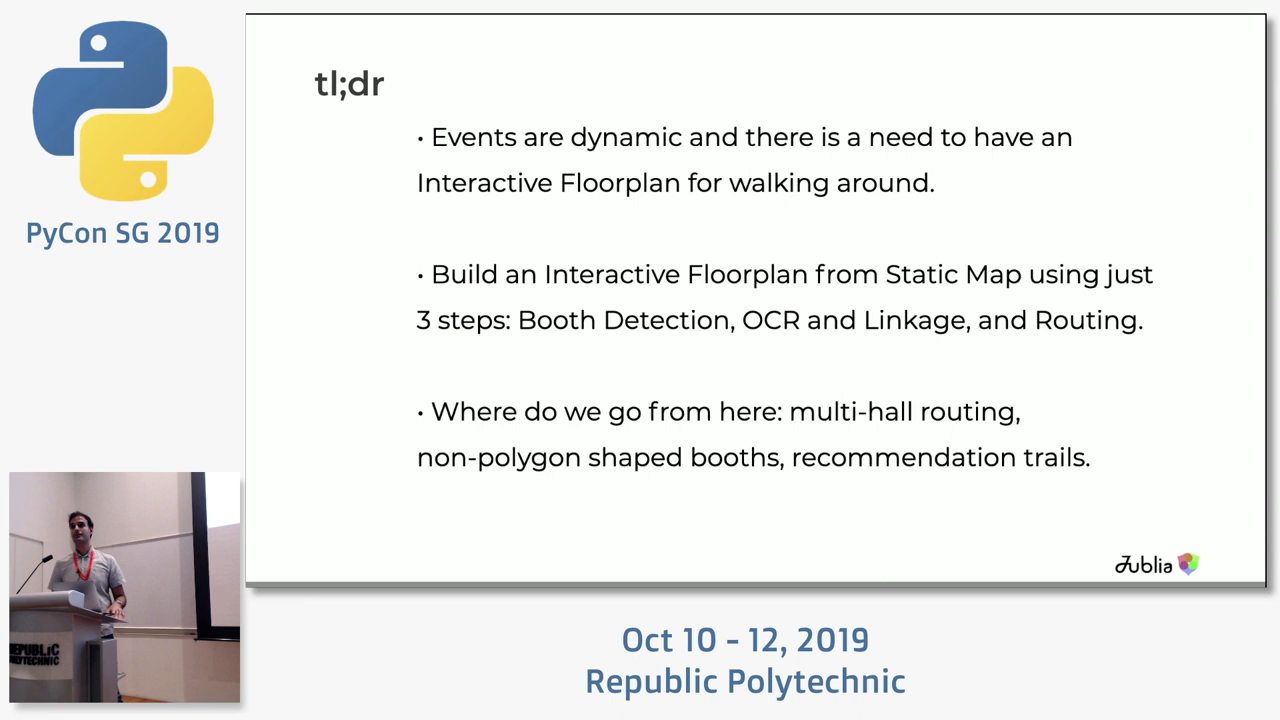 PyCon SG 2019
tl;dr
• Events are dynamic and there is a need to have an
Interactive Floorplan for walking around.
• Build an Interactive Floorplan from Static Map using just
3 steps: Booth Detection, OCR and Linkage, and Routing.
• Where do we go from here: multi-hall routing,
non-polygon shaped booths, recommendation trails.
Jublia
REPUBLIC
POLYTECHNIC
Oct 10 - 12, 2019
Republic Polytechnic